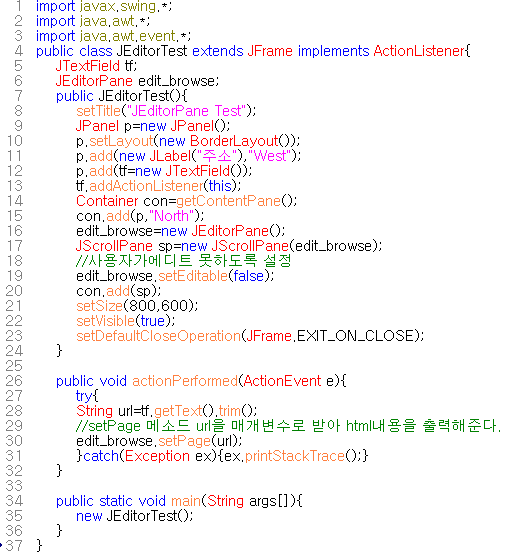 1 import javax.swing.*;
2 import java.awt.*;
3 import java.awt.event.*;
4 public class JEditorTest extends JFrame implements ActionListener{
5     JTextField tf;
6     JEditorPane edit_browse;
7     public JEditorTest(){
8         setTitle("JEditorPane Test");
9         JPanel p=new JPanel();
10         p.setLayout(new BorderLayout());
11         p.add(new JLabel("주소"),"West");
12         p.add(tf=new JTextField());
13         tf.addActionListener(this);
14         Container con=getContentPane();
15         con.add(p,"North");
16         edit_browse=new JEditorPane();
17         JScrollPane sp=new JScrollPane(edit_browse);
18         //사용자가에디트 못하도록 설정
19         edit_browse.setEditable(false);
20         con.add(sp);
21         setSize(800,600);
22         setVisible(true);
23         setDefaultCloseOperation(JFrame.EXIT_ON_CLOSE);
24     }
25
26     public void actionPerformed(ActionEvent e){
27         try{
28         String url=tf.getText().trim();
29         //setPage 메소드 url을 매개변수로 받아 html내용을 출력해준다.
30         edit_browse.setPage(url);
31         }catch(Exception ex){ex.printStackTrace();}
32     }
33
34     public static void main(String args[]){
35         new JEditorTest();
36     }
37 }